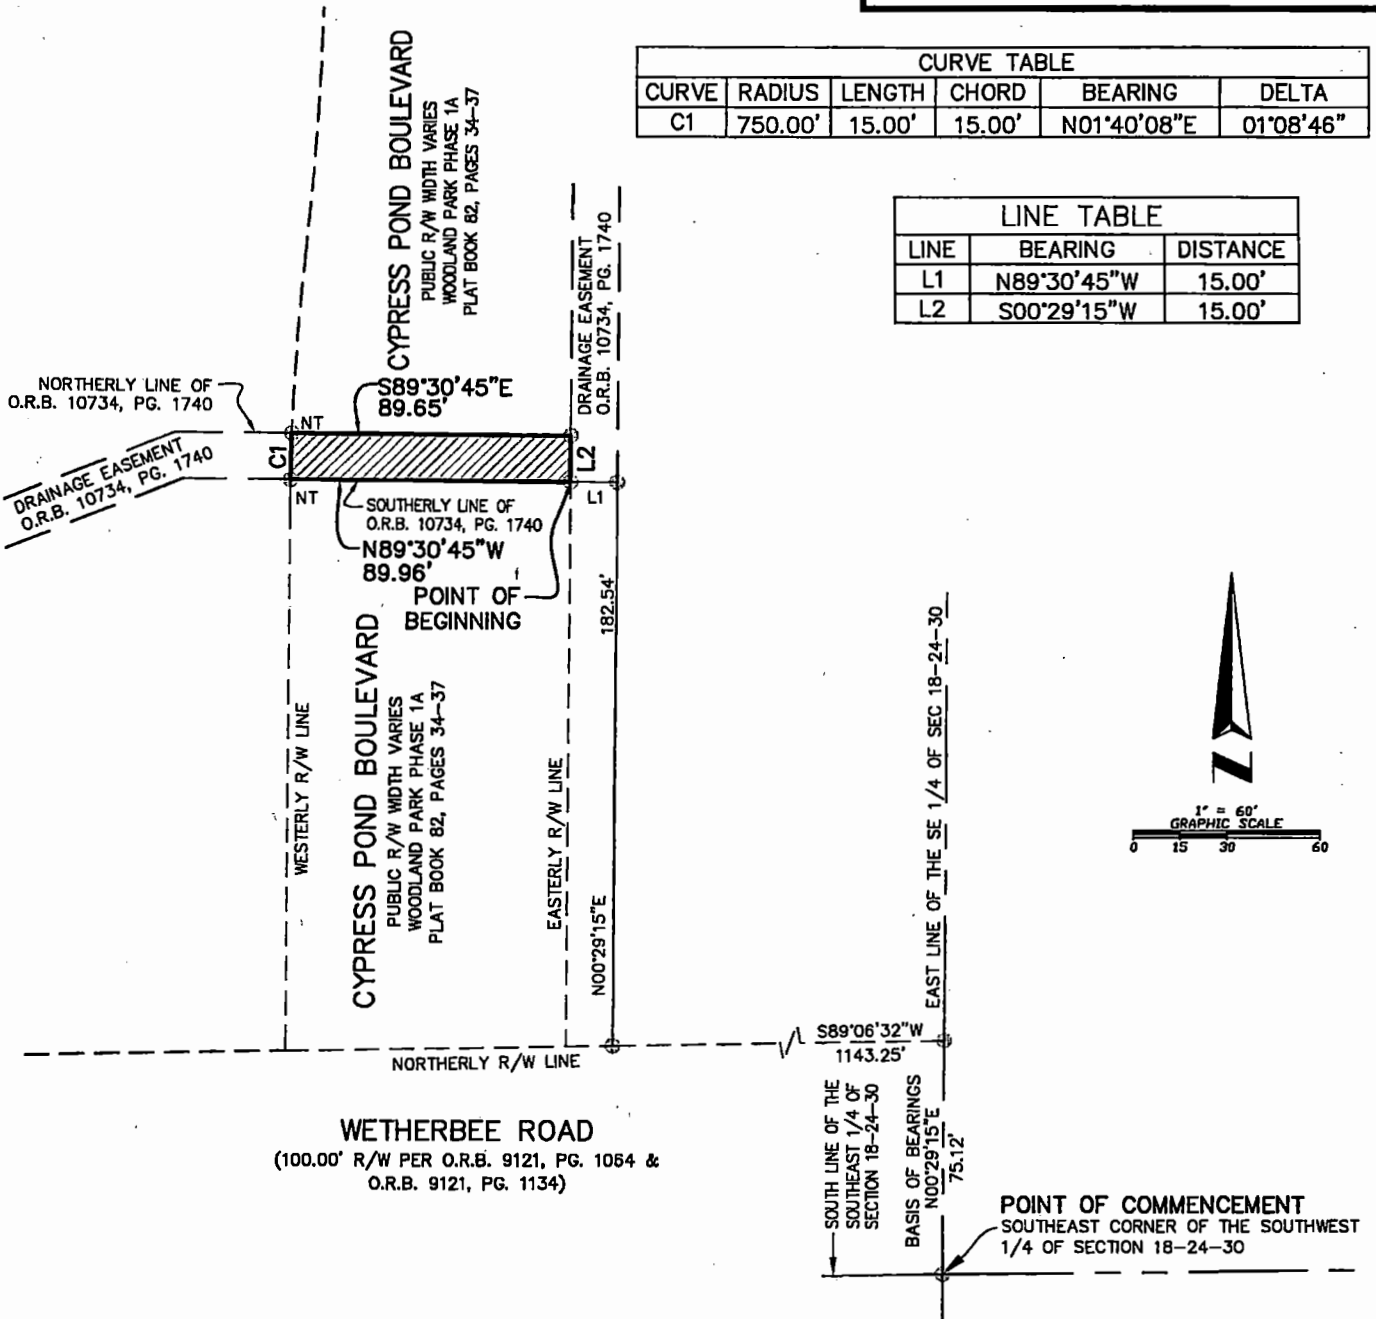 CURVE TABLE
CURVE RADIUS LENGTH CHORD BEARING DELTA
C1 750.00' 15.00' 15.00' N01°40'08"E 01°08'46"
LINE TABLE
LINE BEARING DISTANCE
L1 N89°30'45"W 15.00'
L2 S00°29'15"W 15.00'
CYPRESS POND BOULEVARD
PUBLIC R/W WIDTH VARIES
WOODLAND PARK PHASE 1A
PLAT BOOK 82, PAGES 34-37
DRAINAGE EASEMENT
O.R.B. 10734, PG. 1740
NORTHERLY LINE OF
O.R.B. 10734, PG. 1740
S89°30'45"E
89.65'
NT
C1
L2
DRAINAGE EASEMENT
O.R.B. 10734, PG. 1740
NT
L1
SOUTHERLY LINE OF
O.R.B. 10734, PG. 1740
N89°30'45"W
89.96'
POINT OF
BEGINNING
182.54'
N00°29'15"E
WESTERLY R/W LINE
CYPRESS POND BOULEVARD
PUBLIC R/W WIDTH VARIES
WOODLAND PARK PHASE 1A
PLAT BOOK 82, PAGES 34-37
EASTERLY R/W LINE
EAST LINE OF THE SE 1/4 OF SEC 18-24-30
N
1" = 60'
GRAPHIC SCALE
0 15 30 60
S89°06'32"W
1143.25'
NORTHERLY R/W LINE
WETHERBEE ROAD
(100.00' R/W PER O.R.B. 9121, PG. 1064 &
O.R.B. 9121, PG. 1134)
SOUTH LINE OF THE
SOUTHEAST 1/4 OF
SECTION 18-24-30
BASIS OF BEARINGS
N00°29'15"E
75.12'
POINT OF COMMENCEMENT
SOUTHEAST CORNER OF THE SOUTHWEST
1/4 OF SECTION 18-24-30